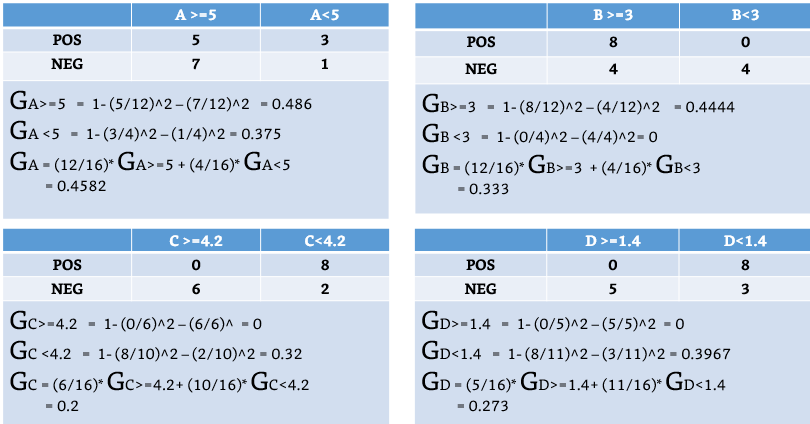 A >=5 A<5
POS 5 3
NEG 7 1
GA>=5 = 1-(5/12)^2–(7/12)^2 = 0.486
GA <5 = 1-(3/4)^2–(1/4)^2 = 0.375
GA = (12/16)* GA>=5 + (4/16)* GA<5
= 0.4582
B >=3 B<3
POS 8 0
NEG 4 4
GB>=3 = 1-(8/12)^2–(4/12)^2 = 0.4444
GB <3 = 1-(0/4)^2–(4/4)^2= 0
GB = (12/16)* GB>=3 + (4/16)* GB<3
= 0.333
C >=4.2 C<4.2
POS 0 8
NEG 6 2
GC>=4.2 = 1-(0/6)^2–(6/6)^ = 0
GC <4.2 = 1-(8/10)^2–(2/10)^2 = 0.32
GC = (6/16)* GC>=4.2+ (10/16)* GC<4.2
= 0.2
D >=1.4 D<1.4
POS 0 8
NEG 5 3
GD>=1.4 = 1-(0/5)^2–(5/5)^2 = 0
GD<1.4 = 1-(8/11)^2–(3/11)^2 = 0.3967
GD = (5/16)* GD>=1.4+ (11/16)* GD<1.4
= 0.273